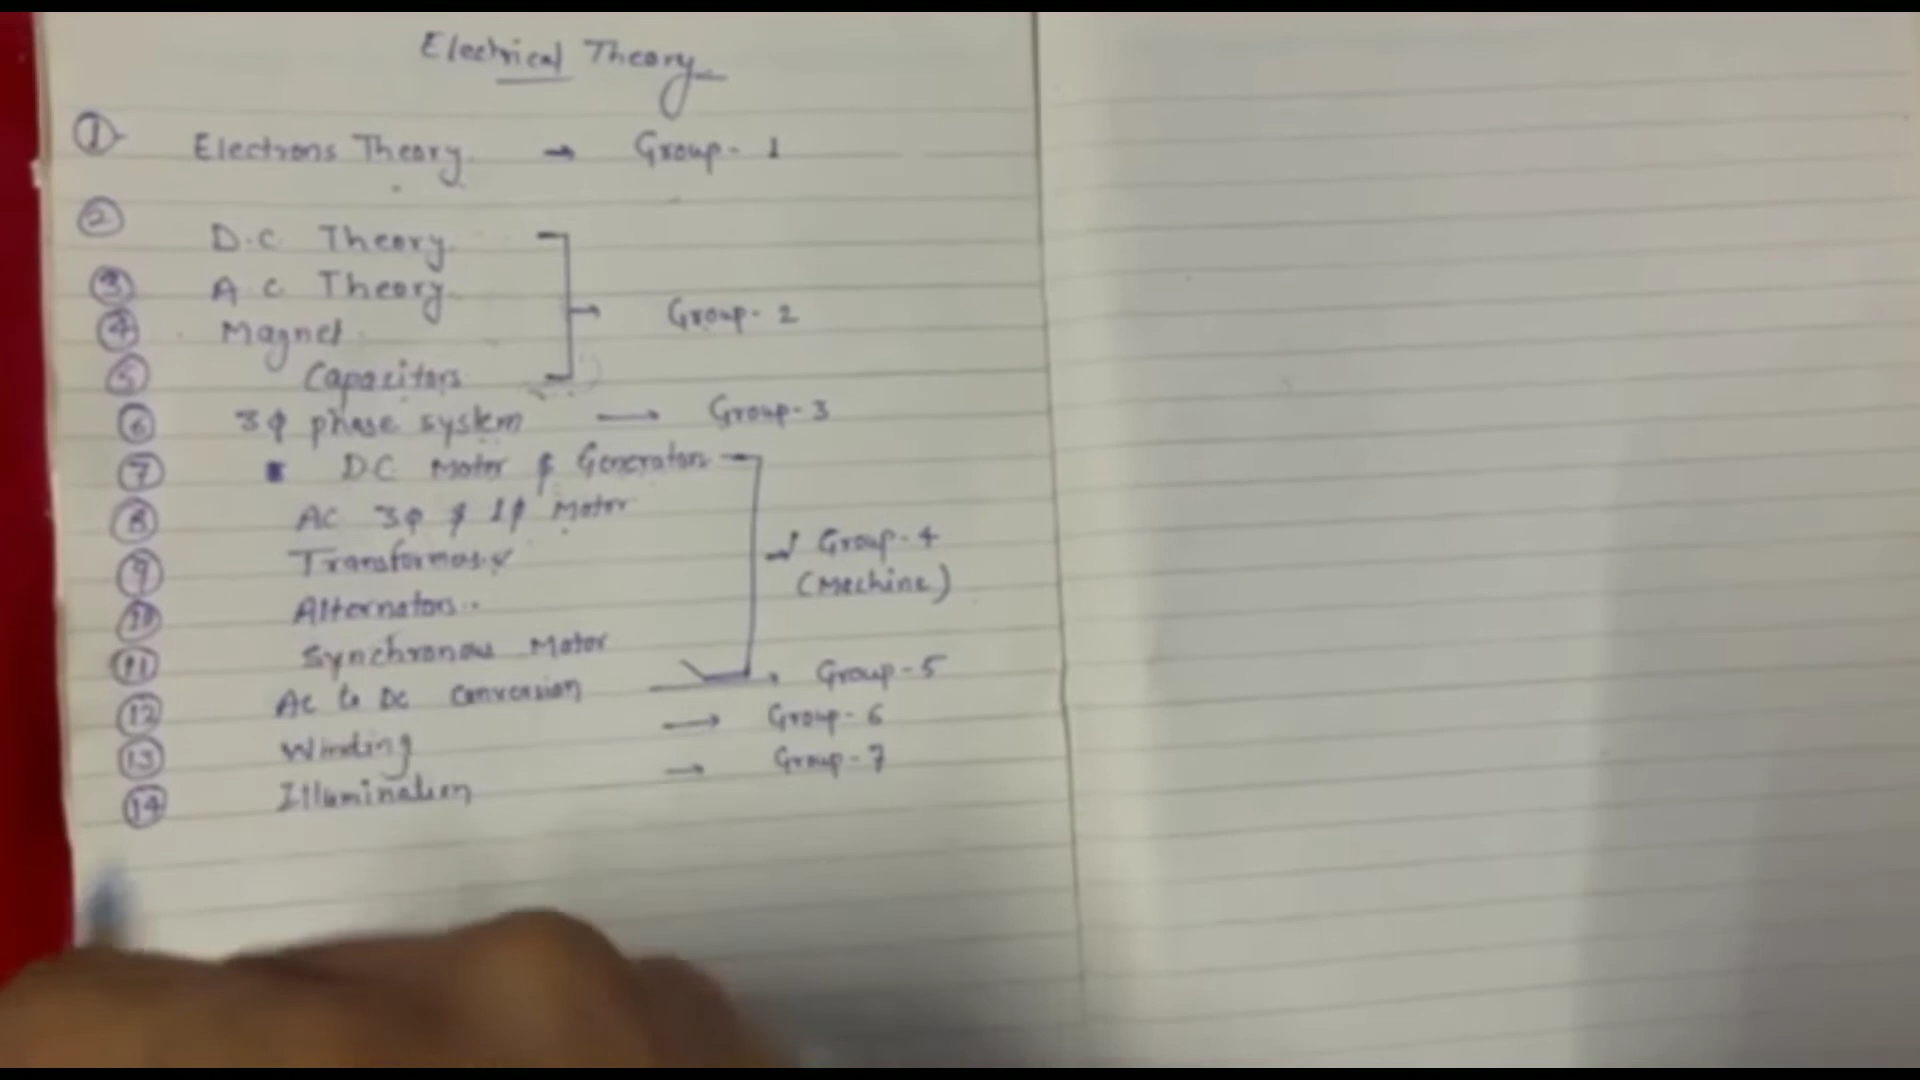 Electrical Theory
① Electrons Theory → Group - 1
② D.C Theory
③ A C Theory
④ Magnet
Group - 2
⑤ Capacitors
⑥ 3φ phase system → Group - 3
⑦ DC Motor & Generators
⑧ AC 3φ & 1φ Motor
⑨ Transformers
→ Group - 4
(Machine)
⑩ Alternators
⑪ Synchronous Motor
⑫ AC to DC Conversion → Group - 5
⑬ Winding → Group - 6
⑭ Illumination → Group - 7